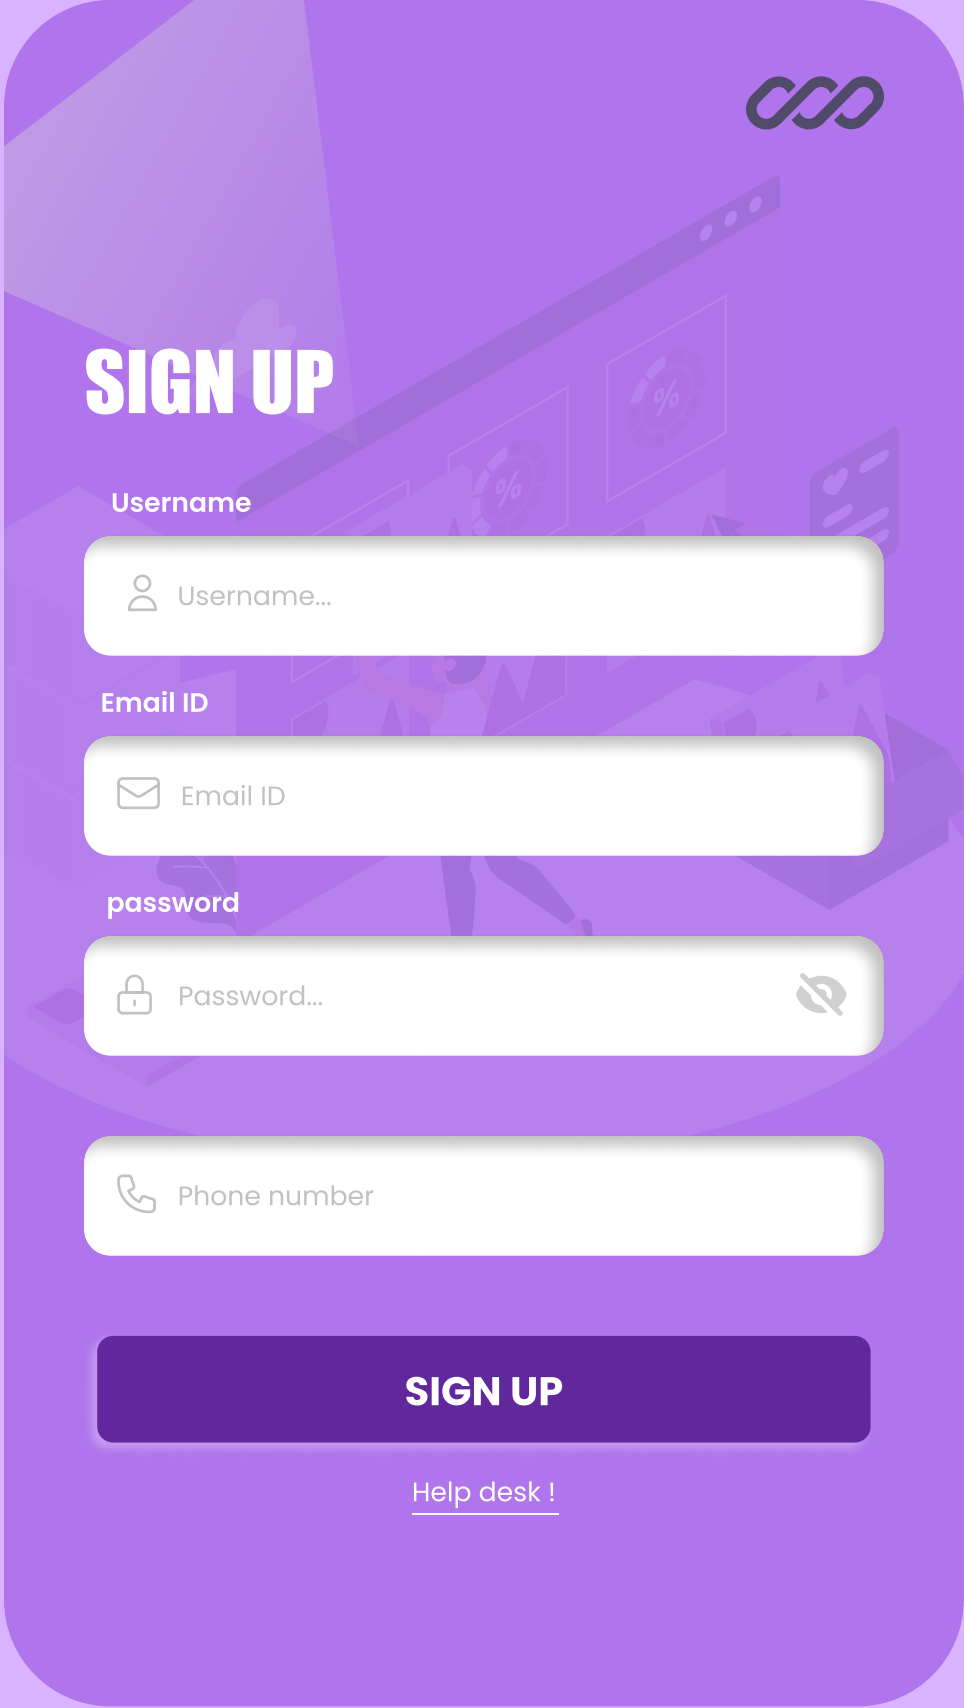 SIGN UP
Username
Username...
Email ID
Email ID
password
Password...
Phone number
SIGN UP
Help desk !
%
%